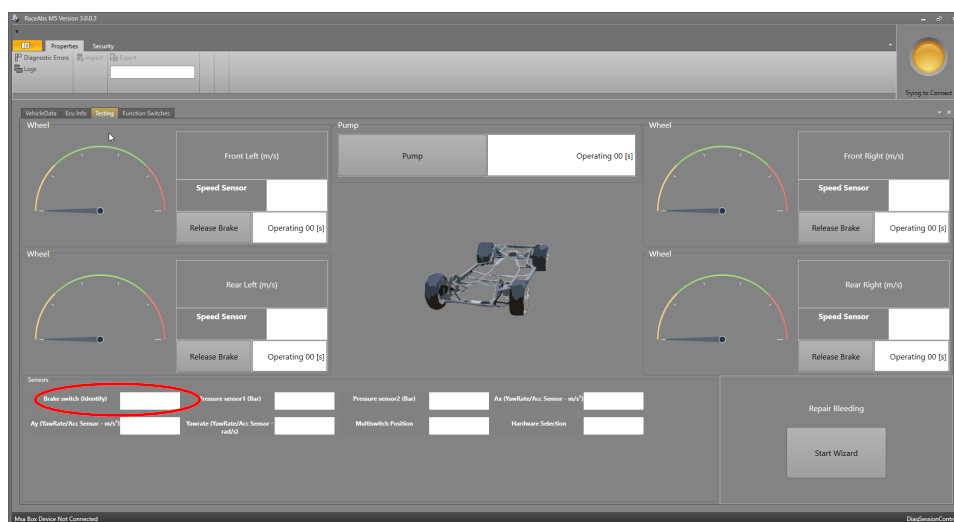 RaceAbs M5 Version 3.0.0.3
Properties
Security
Diagnostic Errors
Import
Export
Logs
Trying to Connect
VehicleData
Ecu Info
Testing
Function Switches
Wheel
Front Left (m/s)
Speed Sensor
Release Brake
Operating 00 [s]
Pump
Pump
Operating 00 [s]
Wheel
Front Right (m/s)
Speed Sensor
Release Brake
Operating 00 [s]
Wheel
Rear Left (m/s)
Speed Sensor
Release Brake
Operating 00 [s]
Wheel
Rear Right (m/s)
Speed Sensor
Release Brake
Operating 00 [s]
Sensors
Brake switch (Identify)
Pressure sensor1 (Bar)
Pressure sensor2 (Bar)
Ax (YawRate/Acc Sensor - m/s²)
Ay (YawRate/Acc Sensor - m/s²)
Yawrate (YawRate/Acc Sensor -
rad/s)
Multiswitch Position
Hardware Selection
Repair Bleeding
Start Wizard
Msa Box Device Not Connected
DiagSessionContr